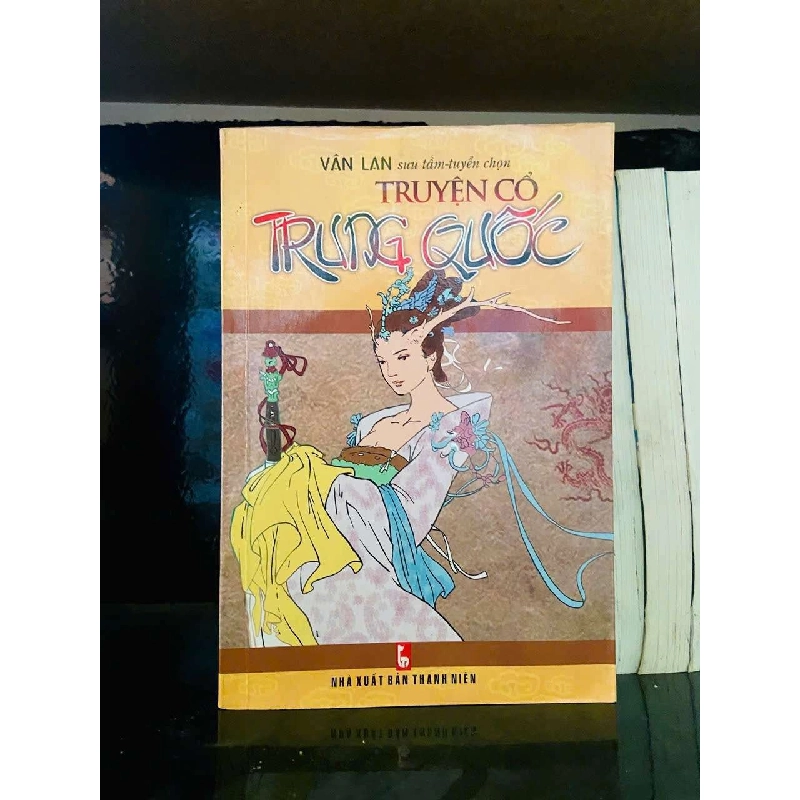 VÂN LAN sưu tầm-tuyển chọn
TRUYỆN CỔ
TRUNG QUỐC
NHÀ XUẤT BẢN THANH NIÊN